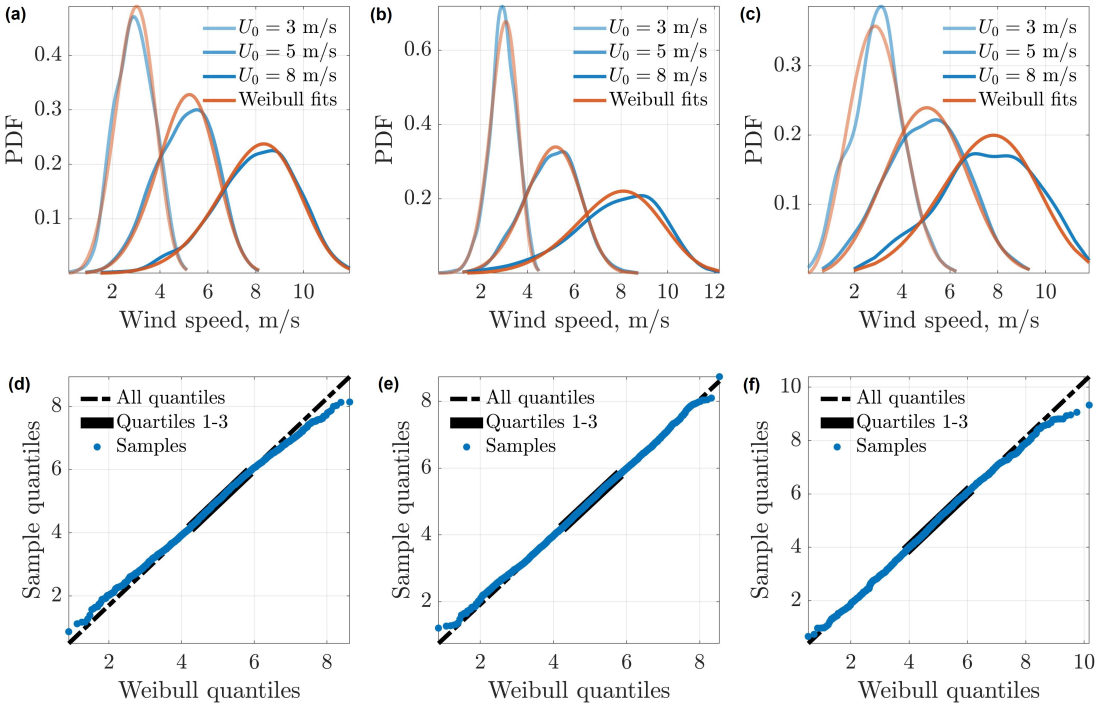 (a)
U₀ = 3 m/s
U₀ = 5 m/s
U₀ = 8 m/s
Weibull fits
0.4
0.3
0.2
0.1
PDF
2 4 6 8 10
Wind speed, m/s
(b)
U₀ = 3 m/s
U₀ = 5 m/s
U₀ = 8 m/s
Weibull fits
0.6
0.4
0.2
PDF
2 4 6 8 10 12
Wind speed, m/s
(c)
U₀ = 3 m/s
U₀ = 5 m/s
U₀ = 8 m/s
Weibull fits
0.3
0.2
0.1
PDF
2 4 6 8 10
Wind speed, m/s
(d)
All quantiles
Quartiles 1-3
Samples
8
6
4
2
Sample quantiles
2 4 6 8
Weibull quantiles
(e)
All quantiles
Quartiles 1-3
Samples
8
6
4
2
Sample quantiles
2 4 6 8
Weibull quantiles
(f)
All quantiles
Quartiles 1-3
Samples
10
8
6
4
2
Sample quantiles
2 4 6 8 10
Weibull quantiles